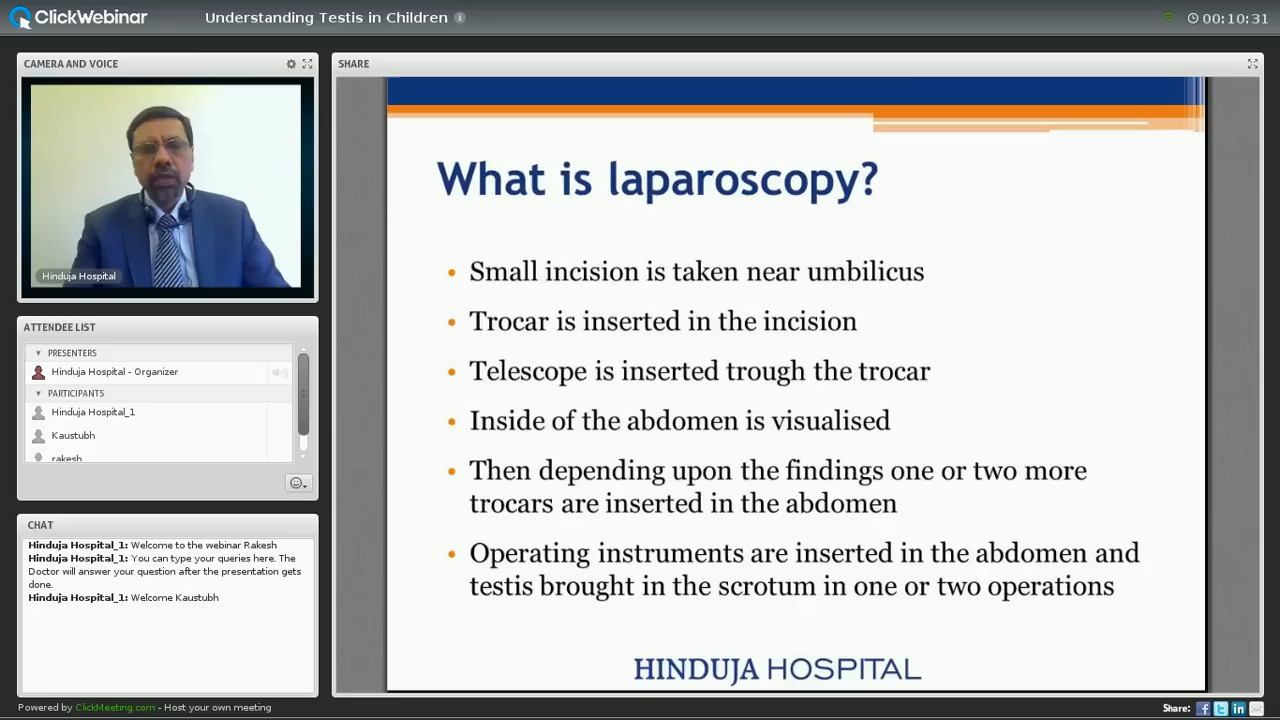 ClickWebinar
Understanding Testis in Children
00:10:31
CAMERA AND VOICE
Hinduja Hospital
ATTENDEE LIST
PRESENTERS
Hinduja Hospital - Organizer
PARTICIPANTS
Hinduja Hospital_1
Kaustubh
rakesh
CHAT
Hinduja Hospital_1: Welcome to the webinar Rakesh
Hinduja Hospital_1: You can type your queries here. The
Doctor will answer your question after the presentation gets
done.
Hinduja Hospital_1: Welcome Kaustubh
SHARE
What is laparoscopy?
• Small incision is taken near umbilicus
• Trocar is inserted in the incision
• Telescope is inserted trough the trocar
• Inside of the abdomen is visualised
• Then depending upon the findings one or two more
trocars are inserted in the abdomen
• Operating instruments are inserted in the abdomen and
testis brought in the scrotum in one or two operations
HINDUJA HOSPITAL
Powered by ClickMeeting.com - Host your own meeting
Share: